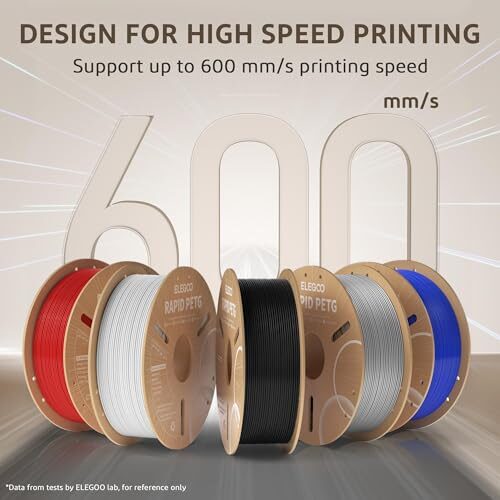 DESIGN FOR HIGH SPEED PRINTING
Support up to 600 mm/s printing speed
mm/s
600
ELEGOO
RAPID PETG
ELEGOO
RAPID PETG
*Data from tests by ELEGOO lab, for reference only